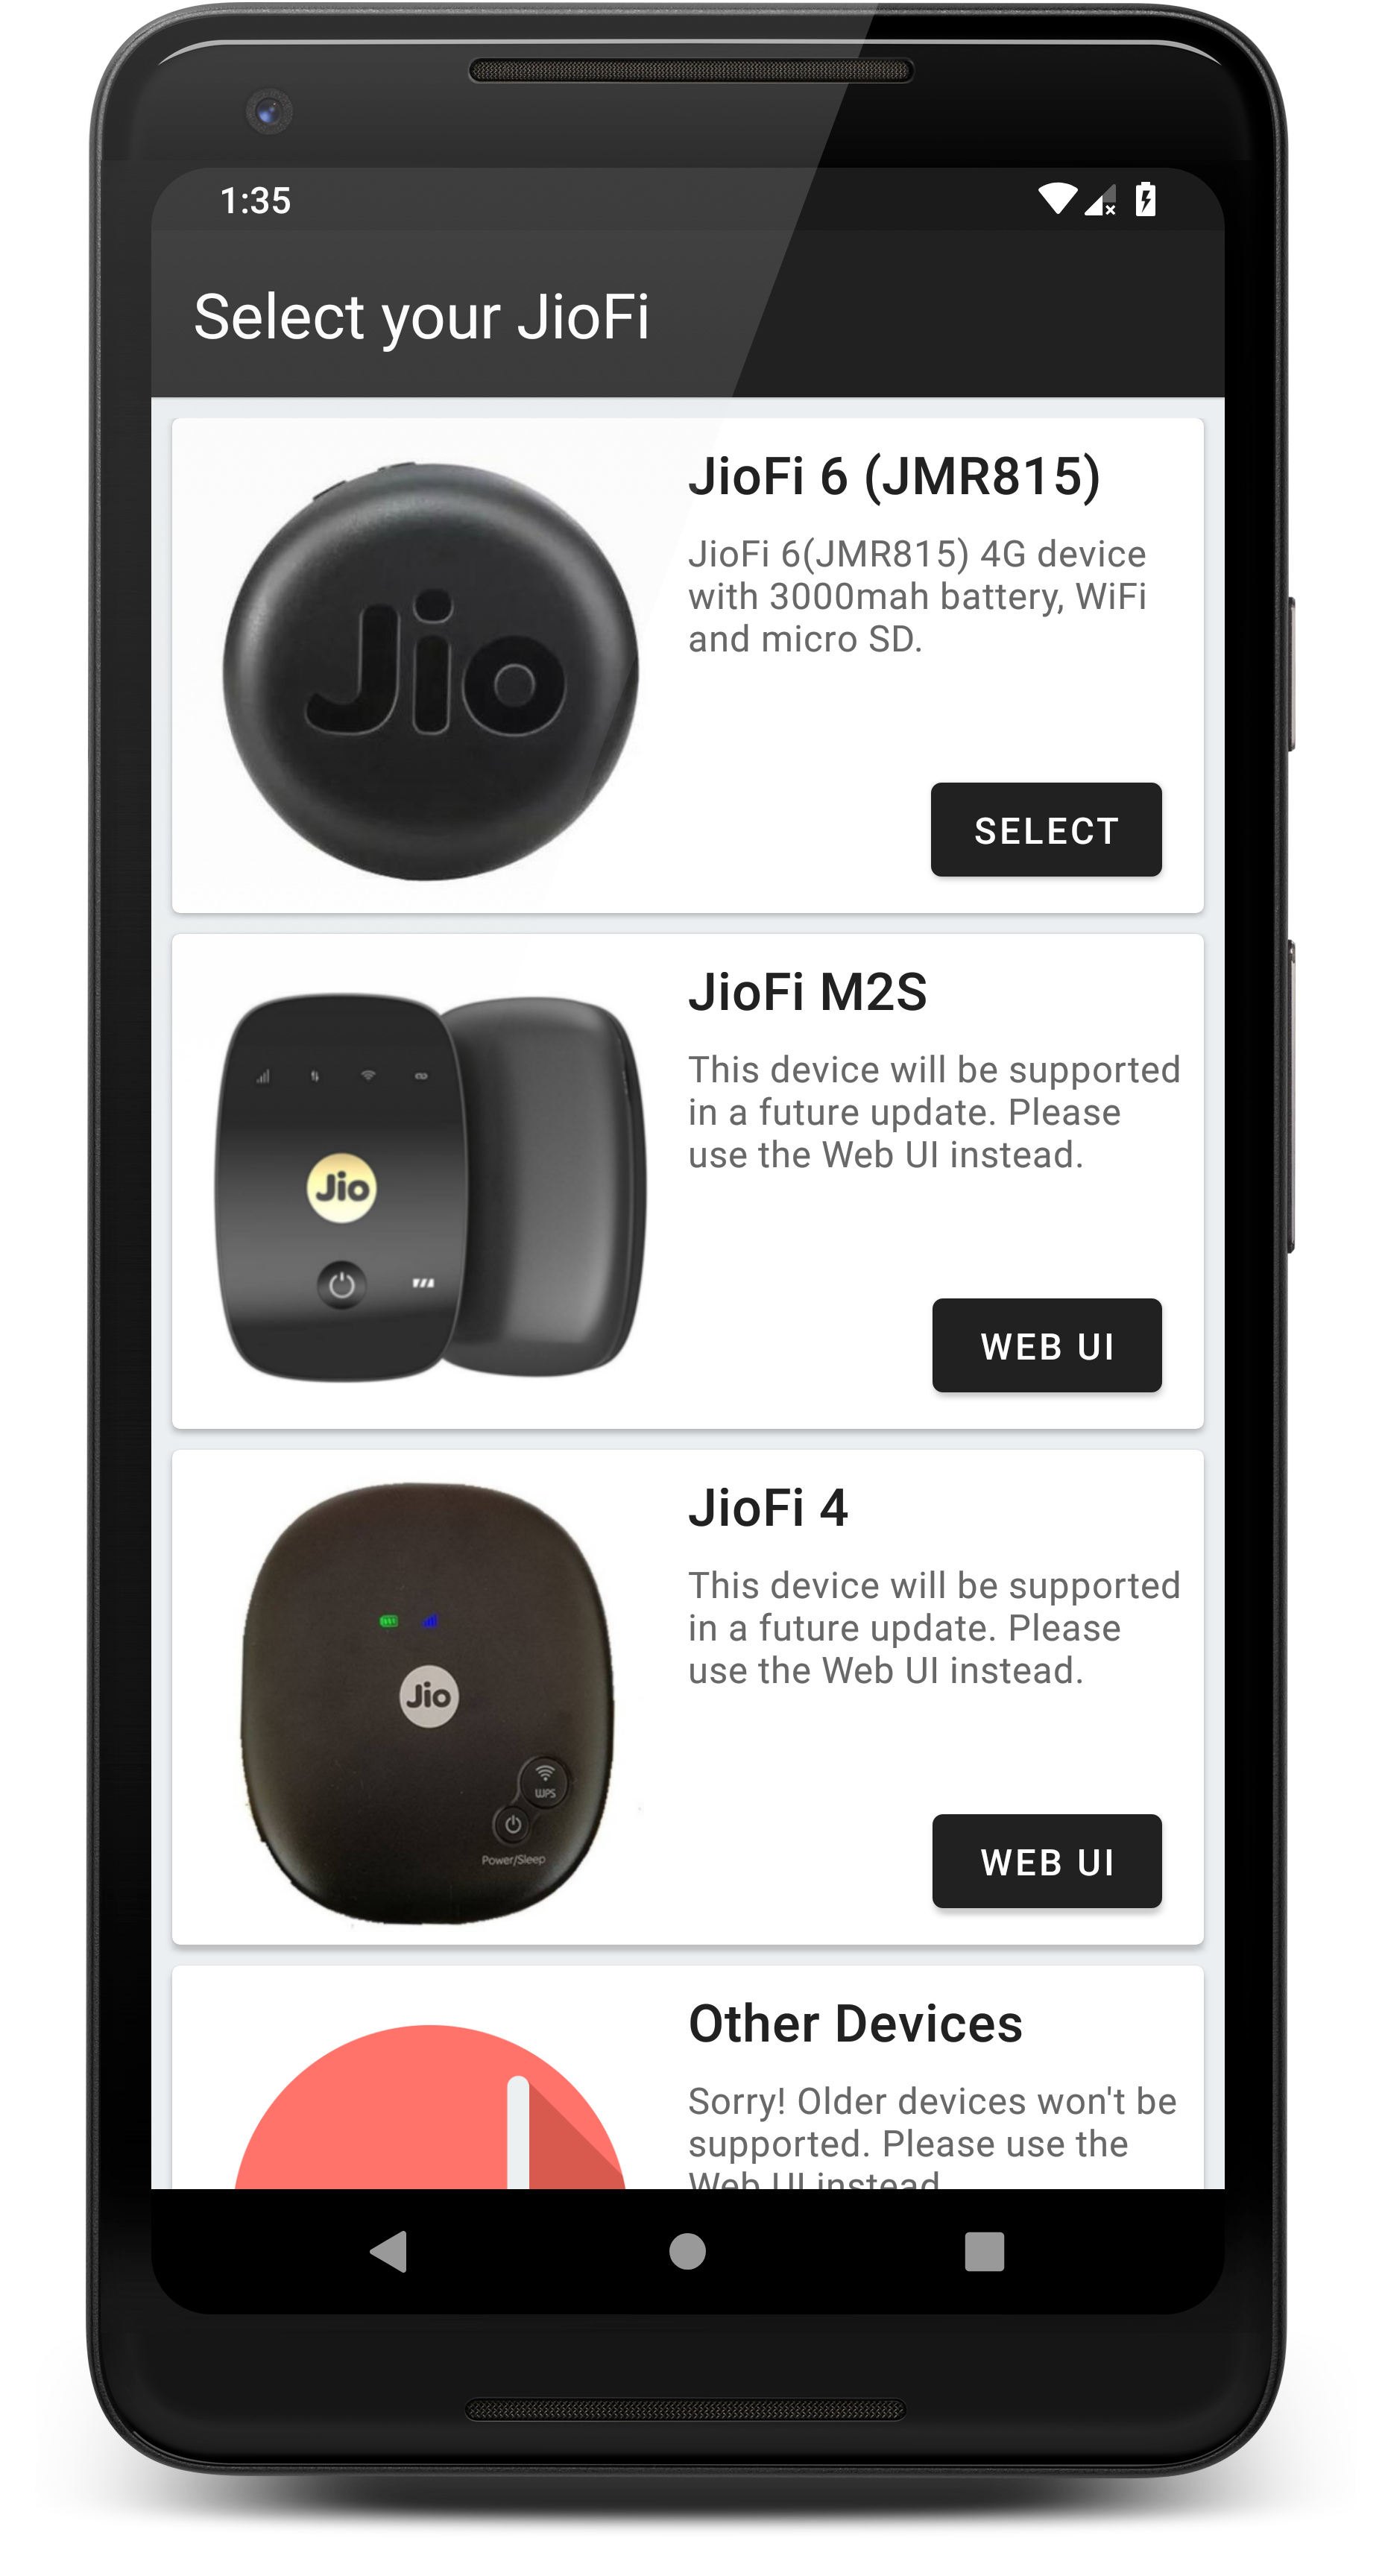 1:35
Select your JioFi
Jio
JioFi 6 (JMR815)
JioFi 6(JMR815) 4G device
with 3000mah battery, WiFi
and micro SD.
SELECT
Jio
JioFi M2S
This device will be supported
in a future update. Please
use the Web UI instead.
WEB UI
Jio
WPS
Power/Sleep
JioFi 4
This device will be supported
in a future update. Please
use the Web UI instead.
WEB UI
Other Devices
Sorry! Older devices won't be
supported. Please use the
Web UI instead